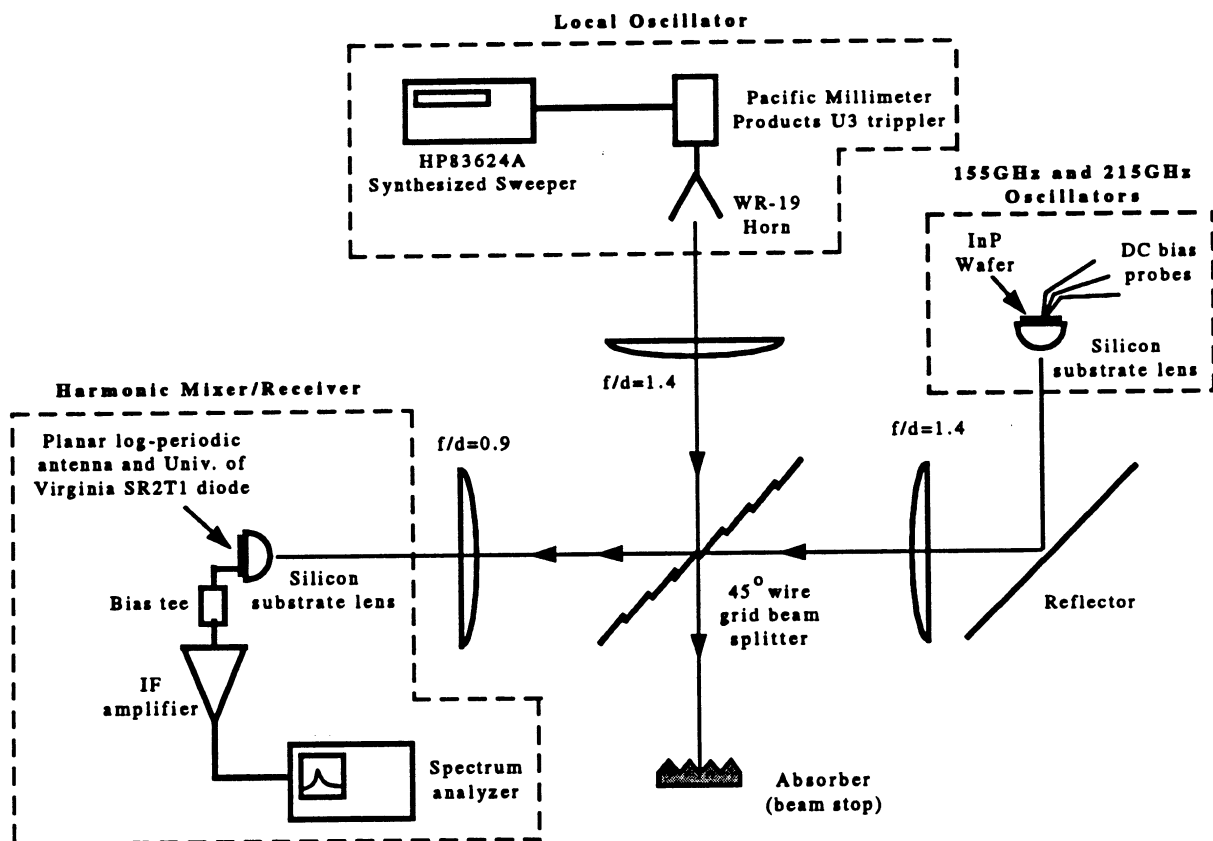 Local Oscillator
Pacific Millimeter
Products U3 trippler
HP83624A
Synthesized Sweeper
WR-19
Horn
155GHz and 215GHz
Oscillators
InP
Wafer
DC bias
probes
Silicon
substrate lens
f/d=1.4
Harmonic Mixer/Receiver
Planar log-periodic
antenna and Univ. of
Virginia SR2T1 diode
f/d=0.9
f/d=1.4
Silicon
substrate lens
Bias tee
45° wire
grid beam
splitter
Reflector
IF
amplifier
Spectrum
analyzer
Absorber
(beam stop)